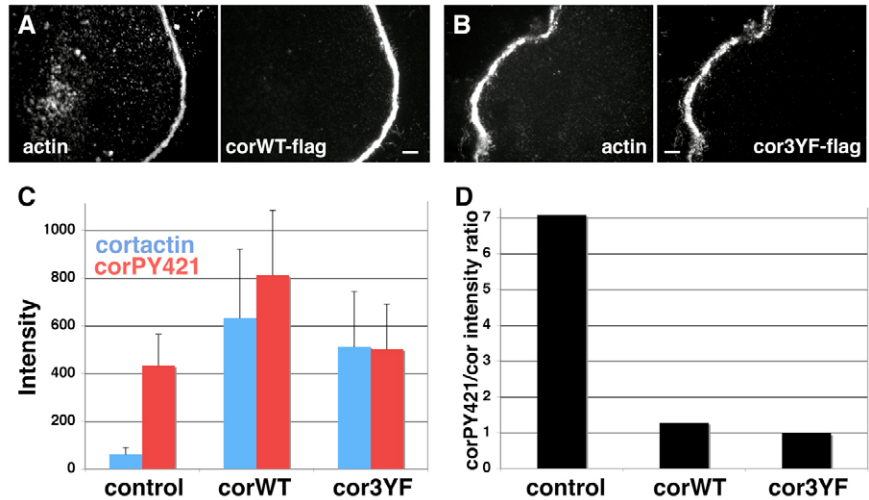 A
actin
corWT-flag
B
actin
cor3YF-flag
C
Intensity
1000
800
600
400
200
0
cortactin
corPY421
control
corWT
cor3YF
D
corPY421/cor intensity ratio
7
6
5
4
3
2
1
0
control
corWT
cor3YF